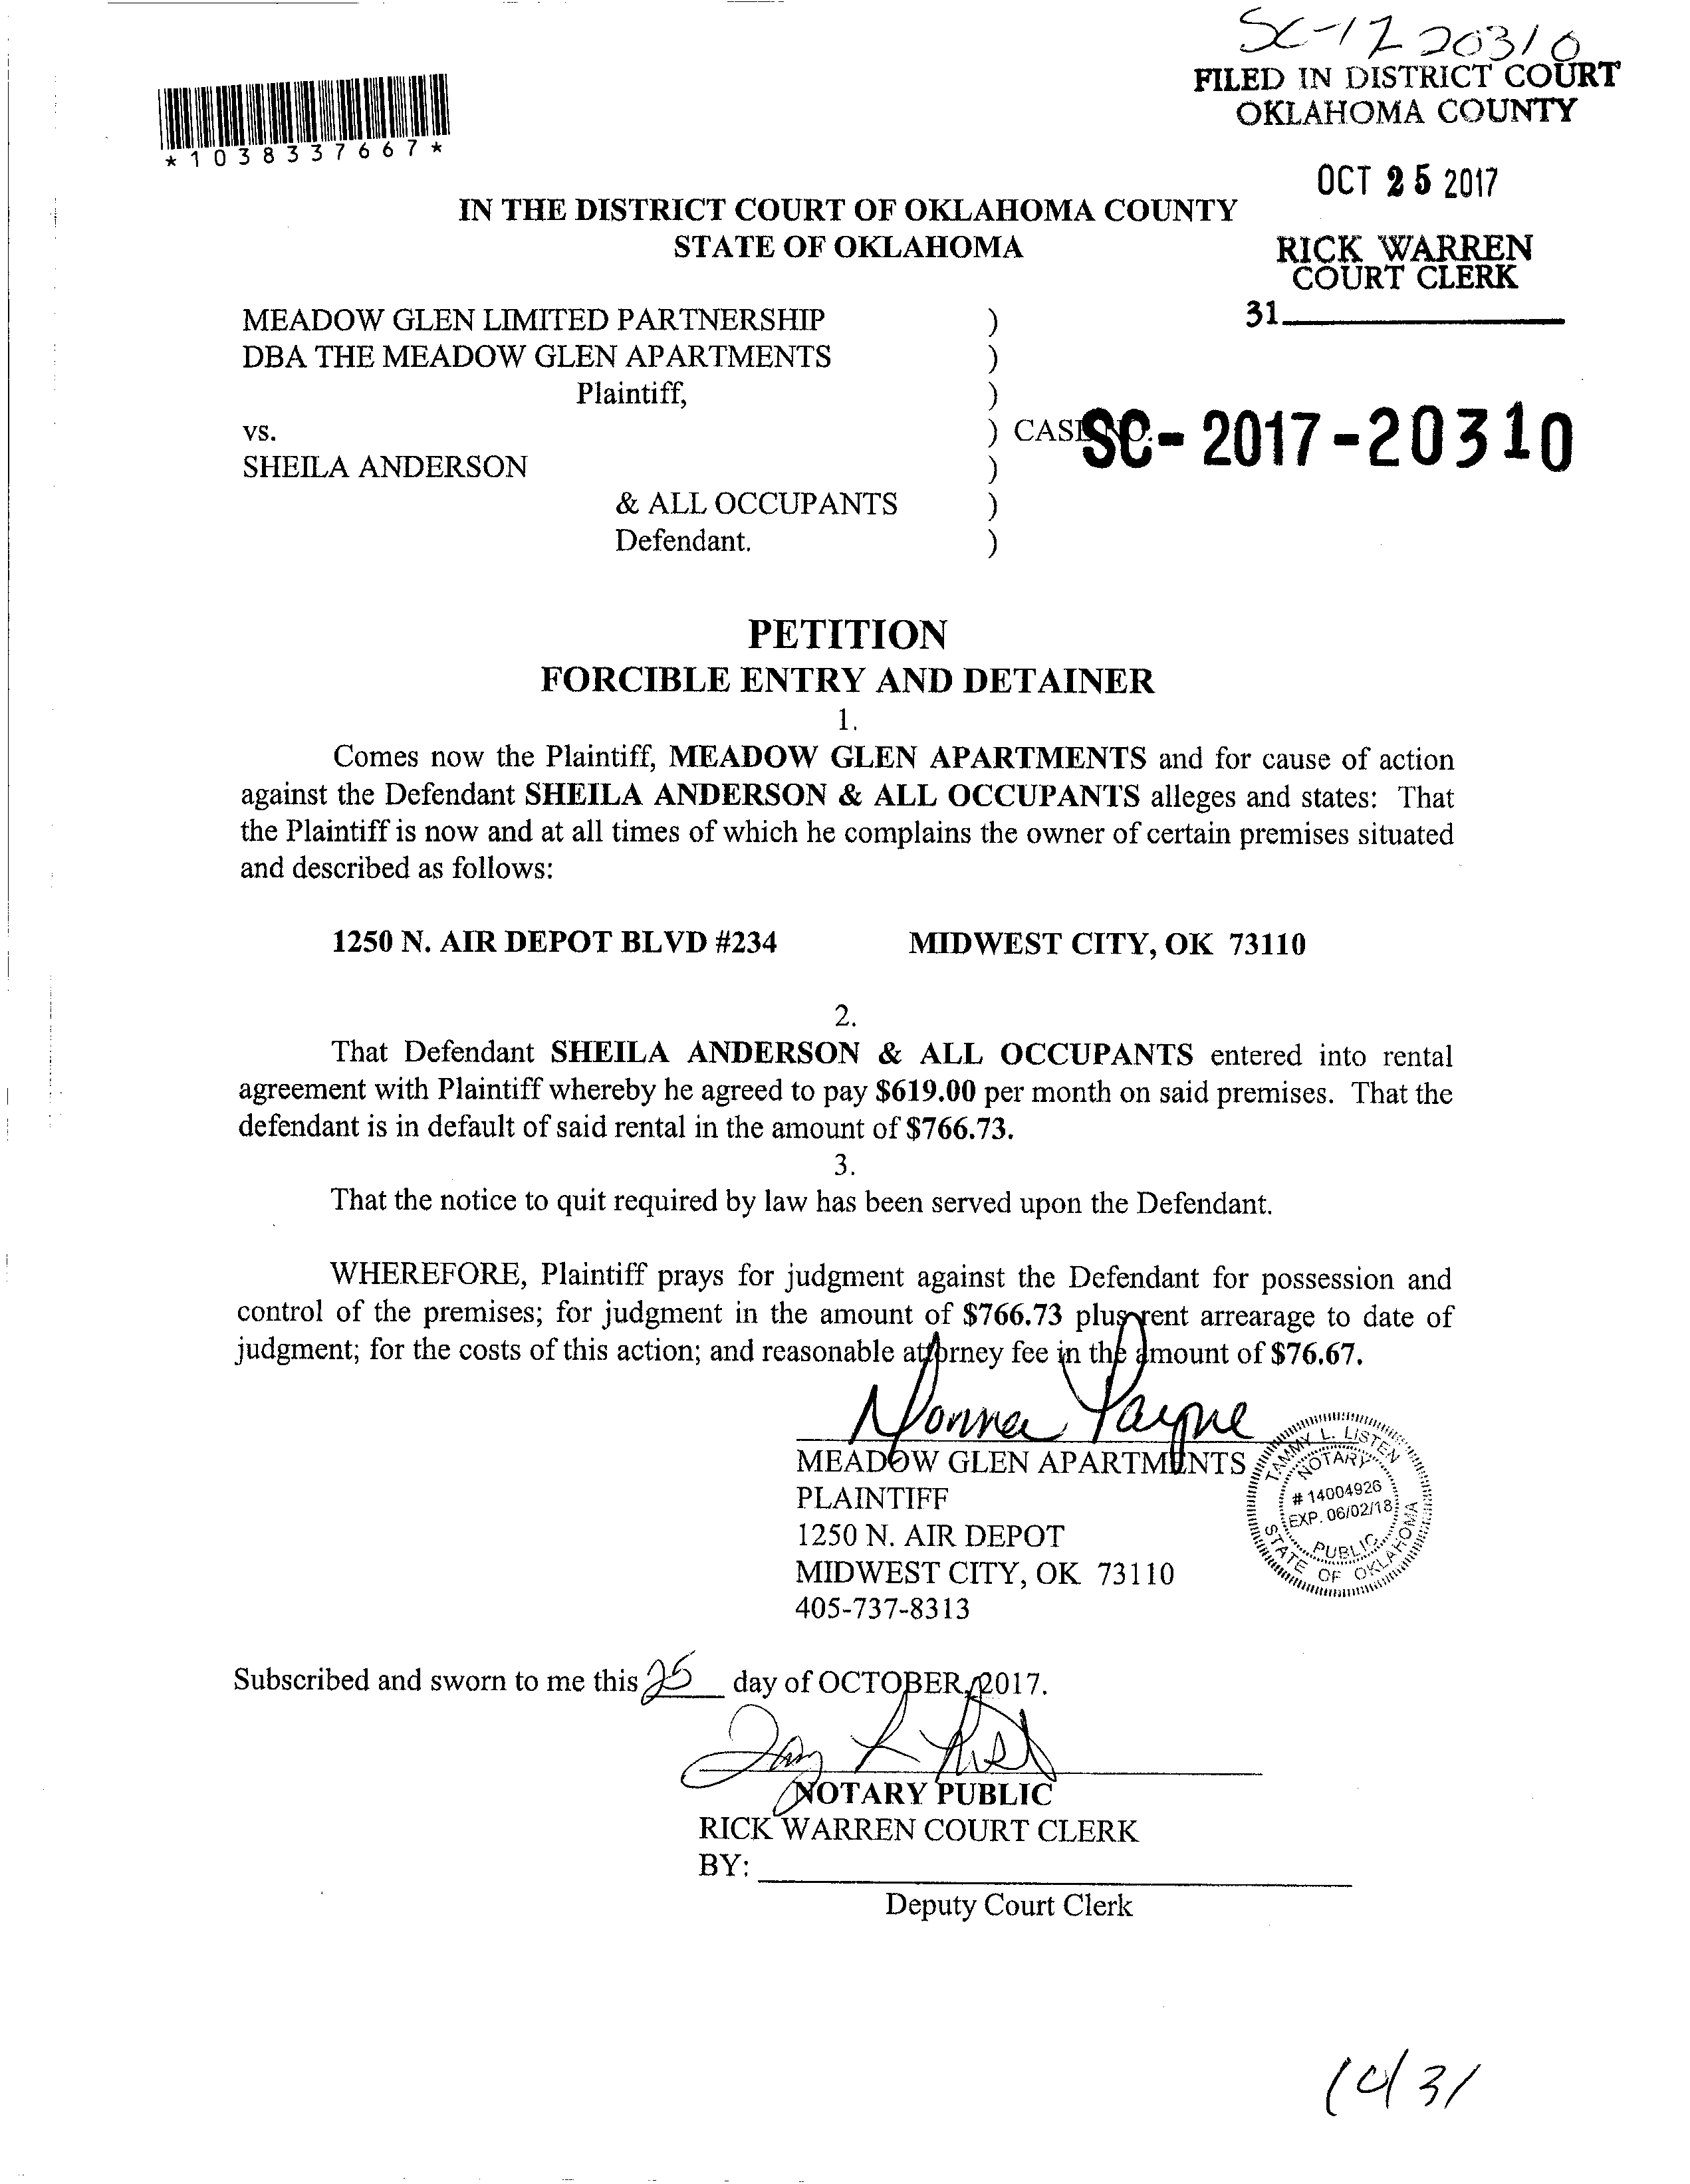 SC-17 20310
FILED IN DISTRICT COURT
OKLAHOMA COUNTY
*1038337667*
OCT 25 2017
IN THE DISTRICT COURT OF OKLAHOMA COUNTY
STATE OF OKLAHOMA
RICK WARREN
COURT CLERK
31
MEADOW GLEN LIMITED PARTNERSHIP )
DBA THE MEADOW GLEN APARTMENTS )
Plaintiff, )
vs. ) CASE NO. SC-2017-20310
SHEILA ANDERSON )
& ALL OCCUPANTS )
Defendant. )
PETITION
FORCIBLE ENTRY AND DETAINER
1.
Comes now the Plaintiff, MEADOW GLEN APARTMENTS and for cause of action
against the Defendant SHEILA ANDERSON & ALL OCCUPANTS alleges and states: That
the Plaintiff is now and at all times of which he complains the owner of certain premises situated
and described as follows:
1250 N. AIR DEPOT BLVD #234 MIDWEST CITY, OK 73110
2.
That Defendant SHEILA ANDERSON & ALL OCCUPANTS entered into rental
agreement with Plaintiff whereby he agreed to pay $619.00 per month on said premises. That the
defendant is in default of said rental in the amount of $766.73.
3.
That the notice to quit required by law has been served upon the Defendant.
WHEREFORE, Plaintiff prays for judgment against the Defendant for possession and
control of the premises; for judgment in the amount of $766.73 plus rent arrearage to date of
judgment; for the costs of this action; and reasonable attorney fee in the amount of $76.67.
Payne
MEADOW GLEN APARTMENTS
PLAINTIFF
1250 N. AIR DEPOT
MIDWEST CITY, OK 73110
405-737-8313
TAMMY L. LISTEN
NOTARY
# 14004926
EXP. 06/02/18
PUBLIC
STATE OF OKLAHOMA
Subscribed and sworn to me this 25 day of OCTOBER, 2017.
NOTARY PUBLIC
RICK WARREN COURT CLERK
BY:
Deputy Court Clerk
10/31